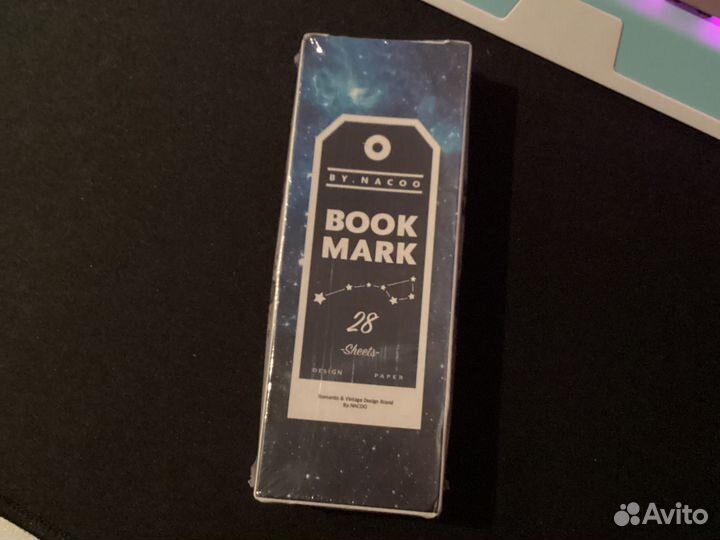 BY.NACOO
BOOK
MARK
28
-Sheets-
DESIGN PAPER
Romantic & Vintage Design Brand
By.NACOO
Avito